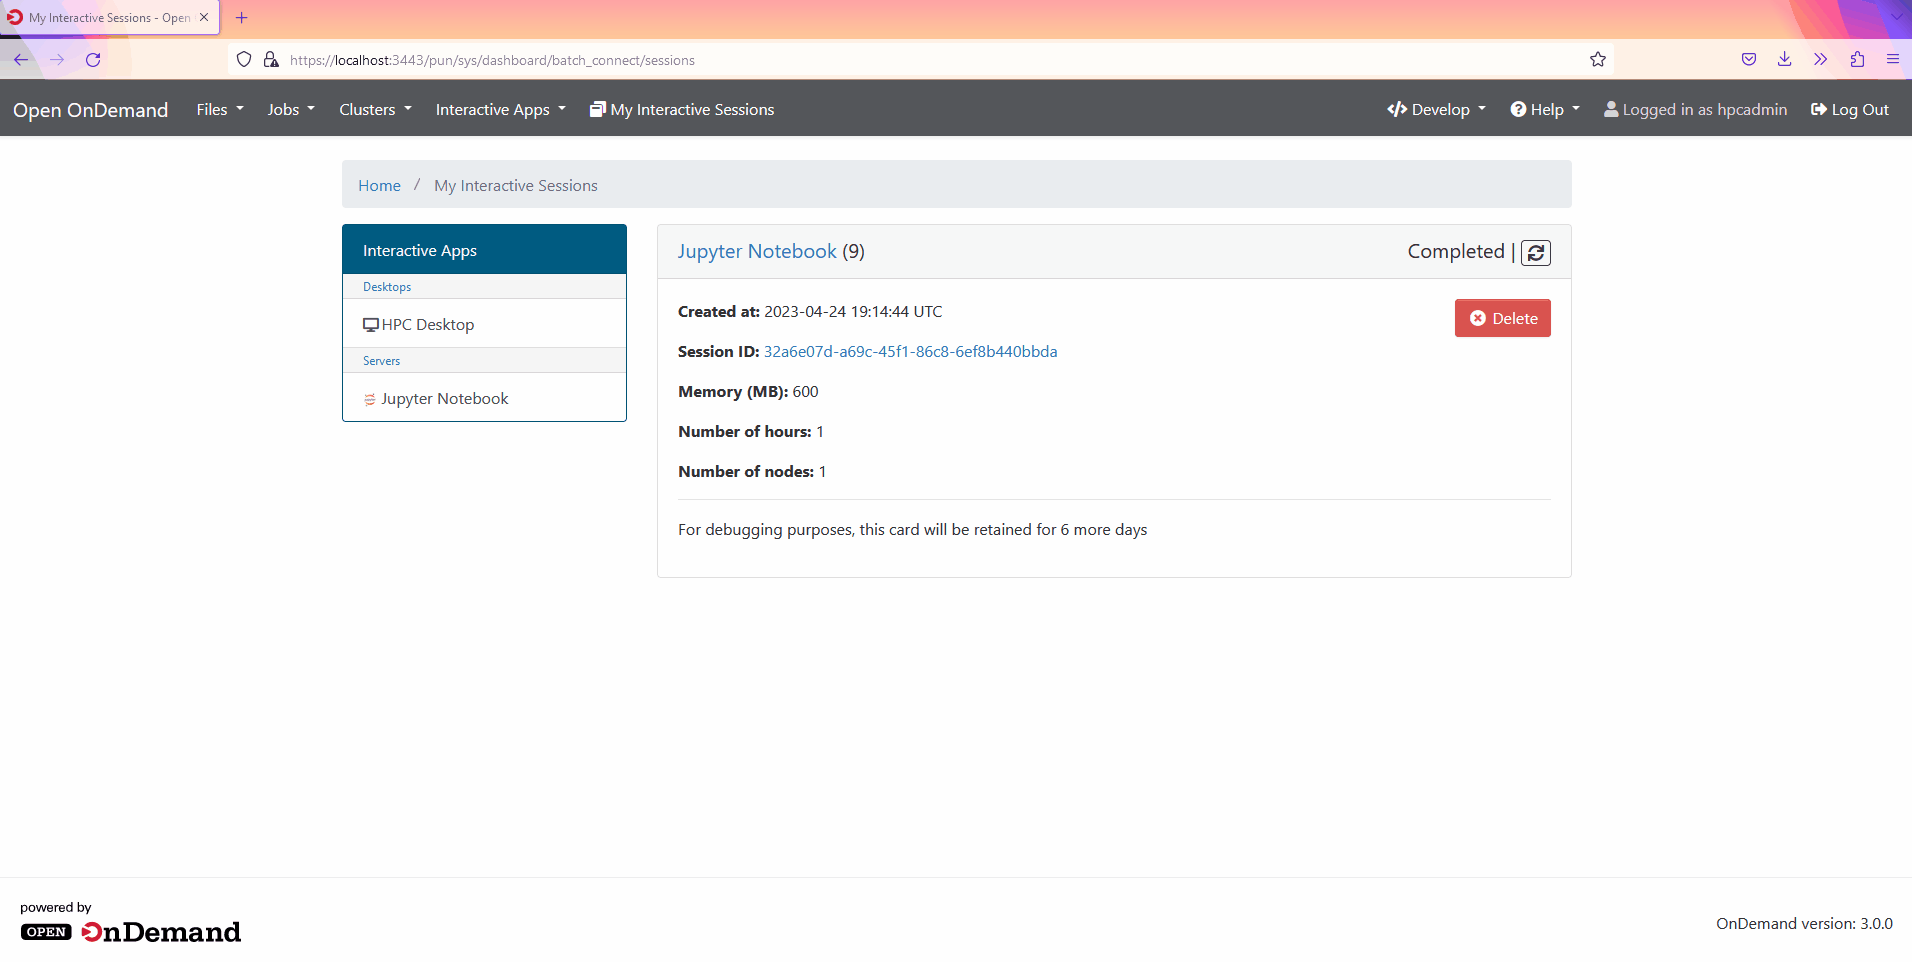 My Interactive Sessions - Open
https://localhost:3443/pun/sys/dashboard/batch_connect/sessions
Open OnDemand Files Jobs Clusters Interactive Apps My Interactive Sessions Develop Help Logged in as hpcadmin Log Out
Home / My Interactive Sessions
Interactive Apps
Desktops
HPC Desktop
Servers
Jupyter Notebook
Jupyter Notebook (9) Completed |
Created at: 2023-04-24 19:14:44 UTC
Delete
Session ID: 32a6e07d-a69c-45f1-86c8-6ef8b440bbda
Memory (MB): 600
Number of hours: 1
Number of nodes: 1
For debugging purposes, this card will be retained for 6 more days
powered by
OPEN OnDemand
OnDemand version: 3.0.0